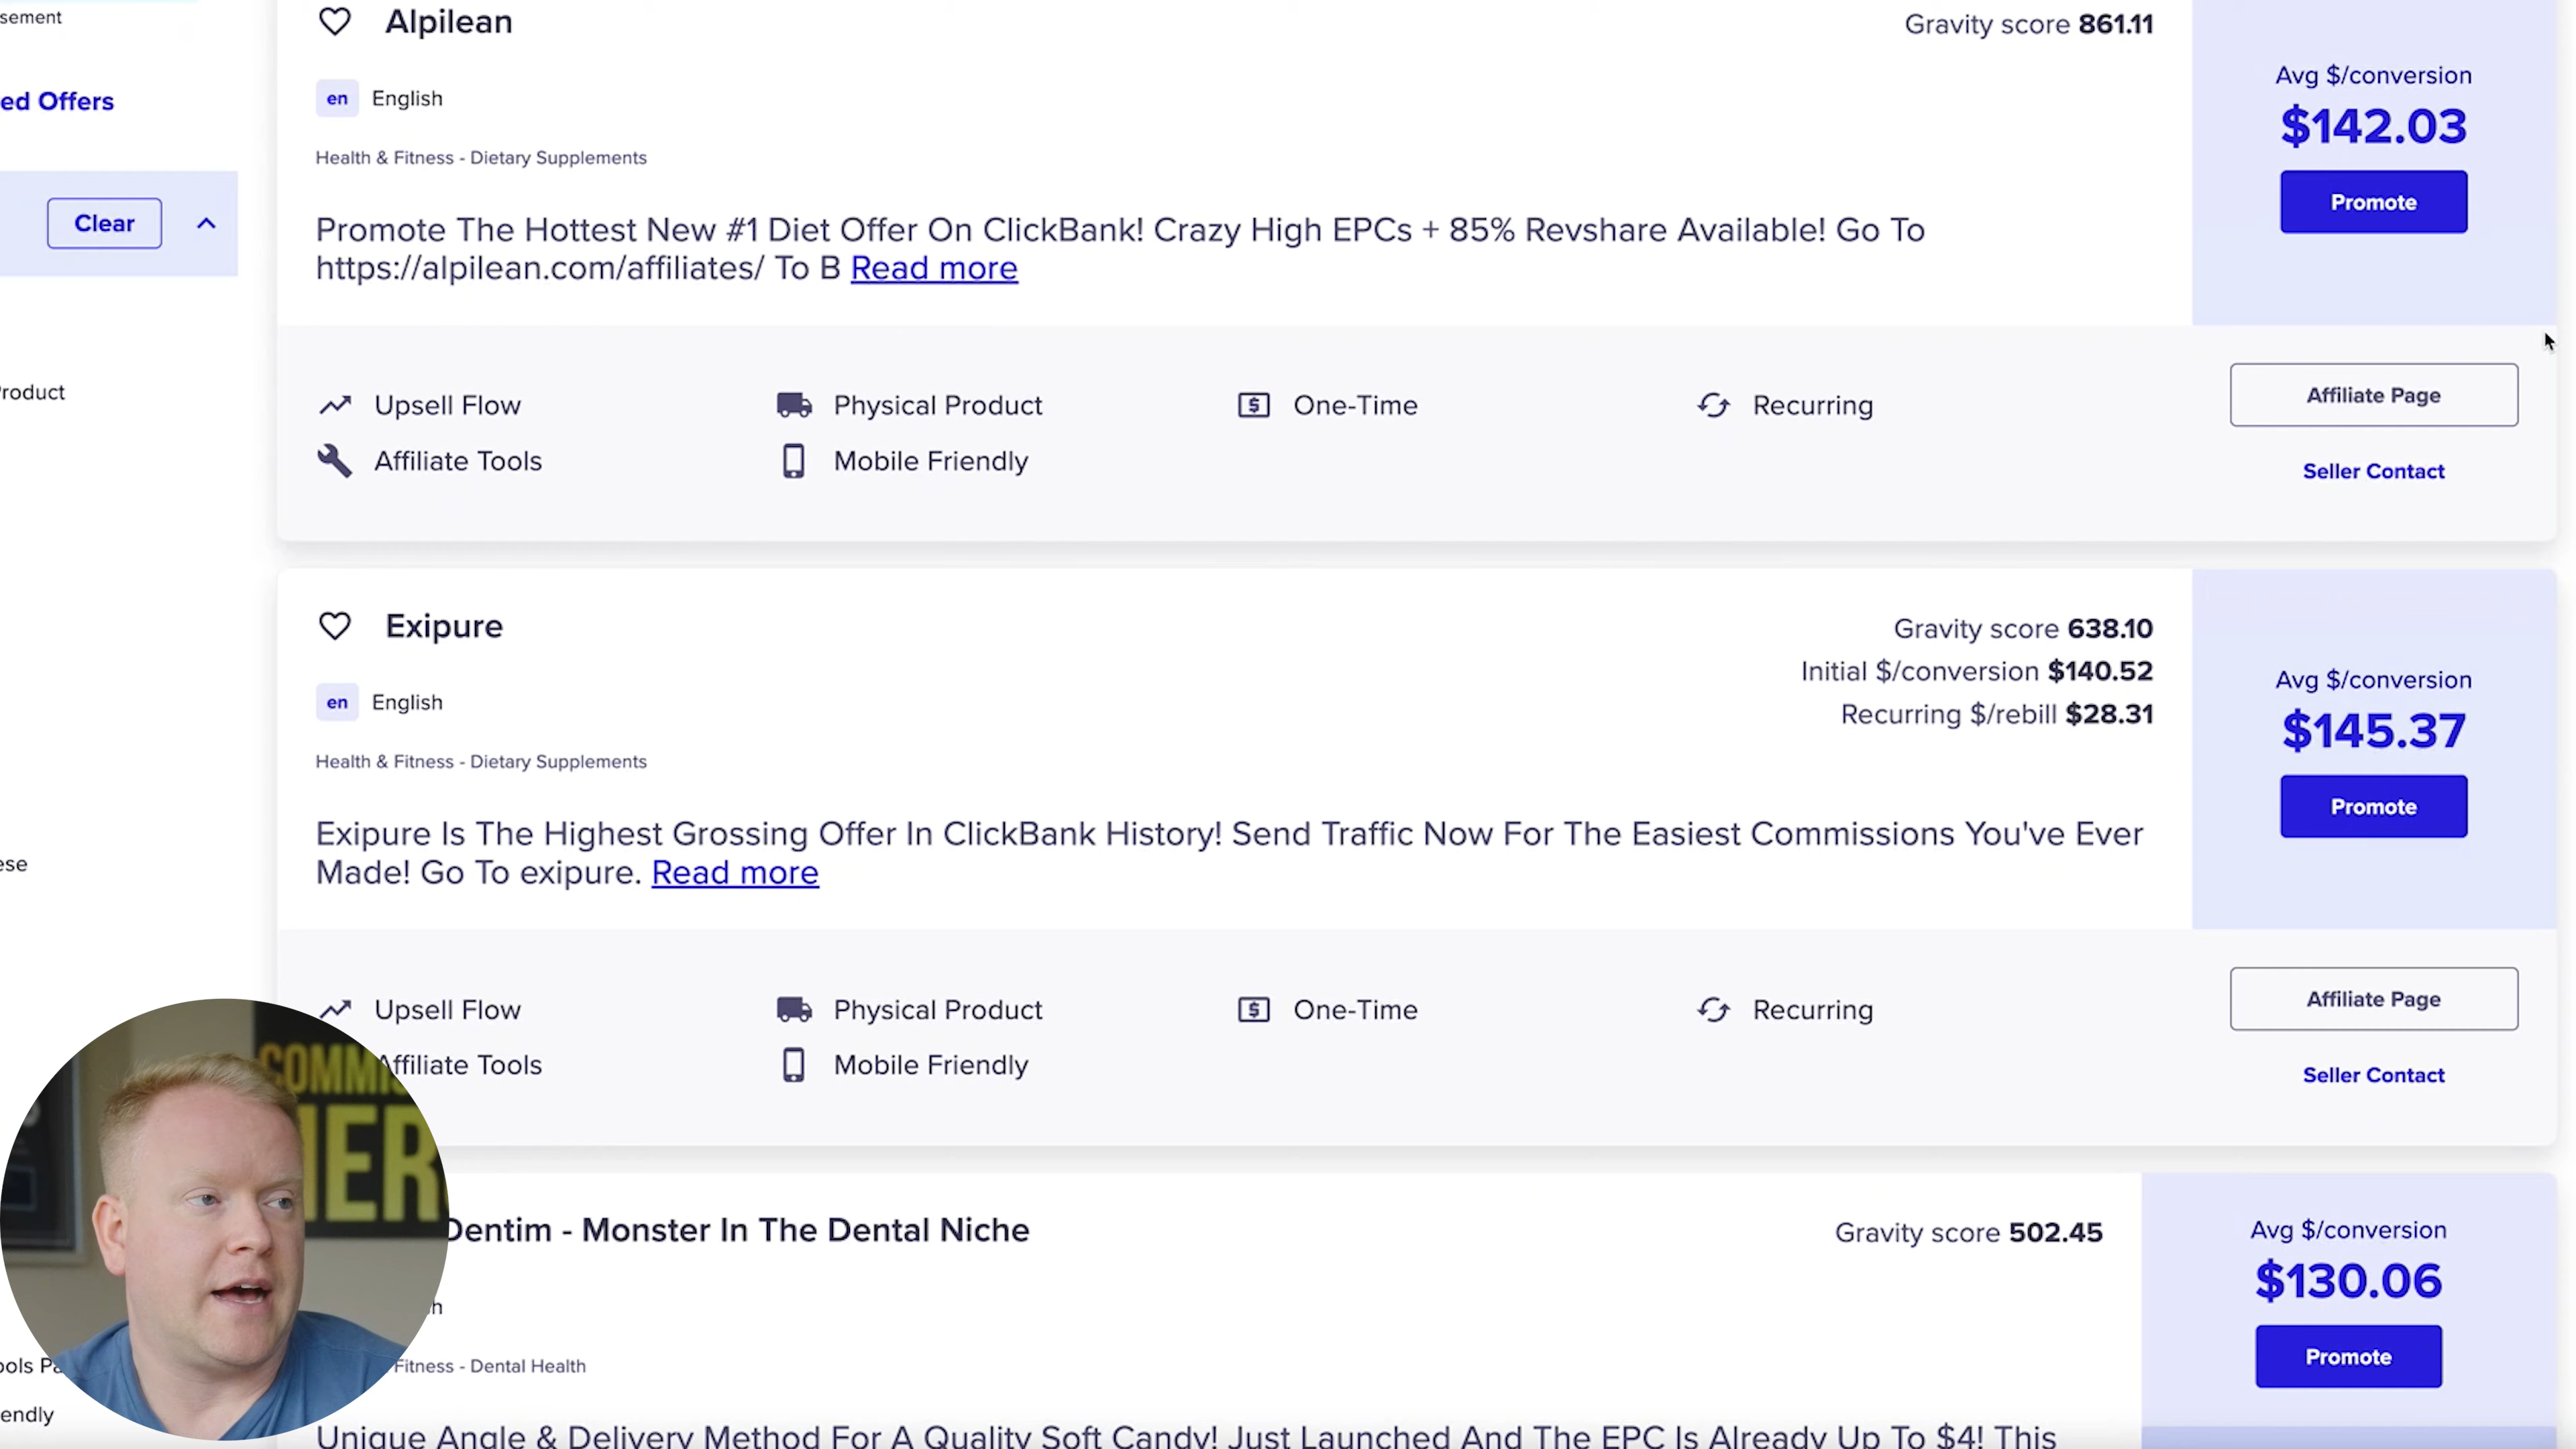 sement
Alpilean
Gravity score 861.11
Avg $/conversion
$142.03
Promote
ed Offers
en English
Health & Fitness - Dietary Supplements
Clear
Promote The Hottest New #1 Diet Offer On ClickBank! Crazy High EPCs + 85% Revshare Available! Go To
https://alpilean.com/affiliates/ To B Read more
roduct
Upsell Flow
Physical Product
One-Time
Recurring
Affiliate Page
Affiliate Tools
Mobile Friendly
Seller Contact
Exipure
Gravity score 638.10
Initial $/conversion $140.52
Recurring $/rebill $28.31
Avg $/conversion
$145.37
Promote
en English
Health & Fitness - Dietary Supplements
Exipure Is The Highest Grossing Offer In ClickBank History! Send Traffic Now For The Easiest Commissions You've Ever
Made! Go To exipure. Read more
ese
Upsell Flow
Physical Product
One-Time
Recurring
Affiliate Page
Affiliate Tools
Mobile Friendly
Seller Contact
COMMIS
HER
Dentim - Monster In The Dental Niche
Gravity score 502.45
Avg $/conversion
$130.06
Promote
h
Fitness - Dental Health
ools Pa
endly
Unique Angle & Delivery Method For A Quality Soft Candy! Just Launched And The EPC Is Already Up To $4! This